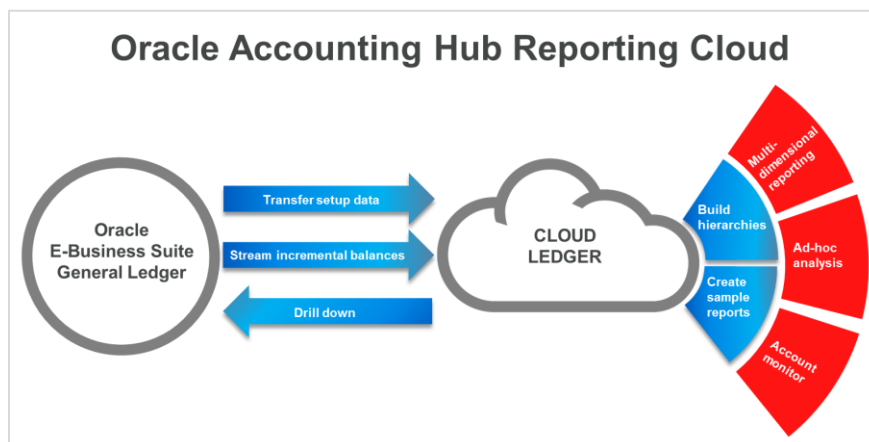 Oracle Accounting Hub Reporting Cloud
Oracle
E-Business Suite
General Ledger
Transfer setup data
Stream incremental balances
Drill down
CLOUD
LEDGER
Build
hierarchies
Create
sample
reports
Multi-
dimensional
reporting
Ad-hoc
analysis
Account
monitor